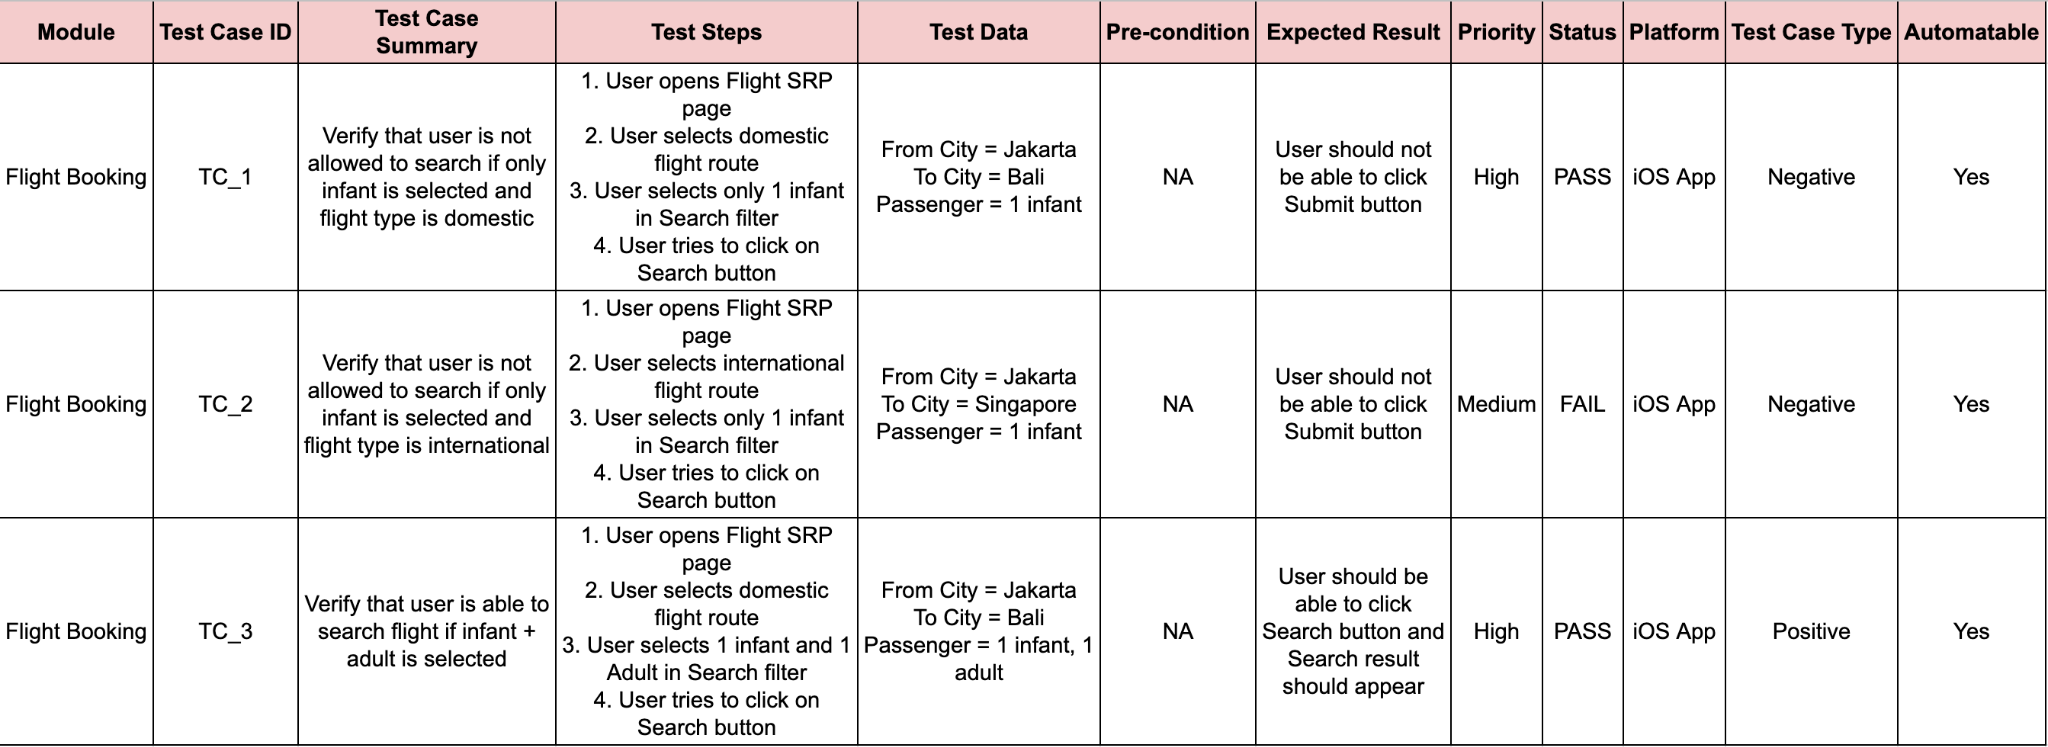 Module
Test Case ID
Test Case
Summary
Test Steps
Test Data
Pre-condition
Expected Result
Priority
Status
Platform
Test Case Type
Automatable
Flight Booking
TC_1
Verify that user is not
allowed to search if only
infant is selected and
flight type is domestic
1. User opens Flight SRP
page
2. User selects domestic
flight route
3. User selects only 1 infant
in Search filter
4. User tries to click on
Search button
From City = Jakarta
To City = Bali
Passenger = 1 infant
NA
User should not
be able to click
Submit button
High
PASS
iOS App
Negative
Yes
Flight Booking
TC_2
Verify that user is not
allowed to search if only
infant is selected and
flight type is international
1. User opens Flight SRP
page
2. User selects international
flight route
3. User selects only 1 infant
in Search filter
4. User tries to click on
Search button
From City = Jakarta
To City = Singapore
Passenger = 1 infant
NA
User should not
be able to click
Submit button
Medium
FAIL
iOS App
Negative
Yes
Flight Booking
TC_3
Verify that user is able to
search flight if infant +
adult is selected
1. User opens Flight SRP
page
2. User selects domestic
flight route
3. User selects 1 infant and 1
Adult in Search filter
4. User tries to click on
Search button
From City = Jakarta
To City = Bali
Passenger = 1 infant, 1
adult
NA
User should be
able to click
Search button and
Search result
should appear
High
PASS
iOS App
Positive
Yes